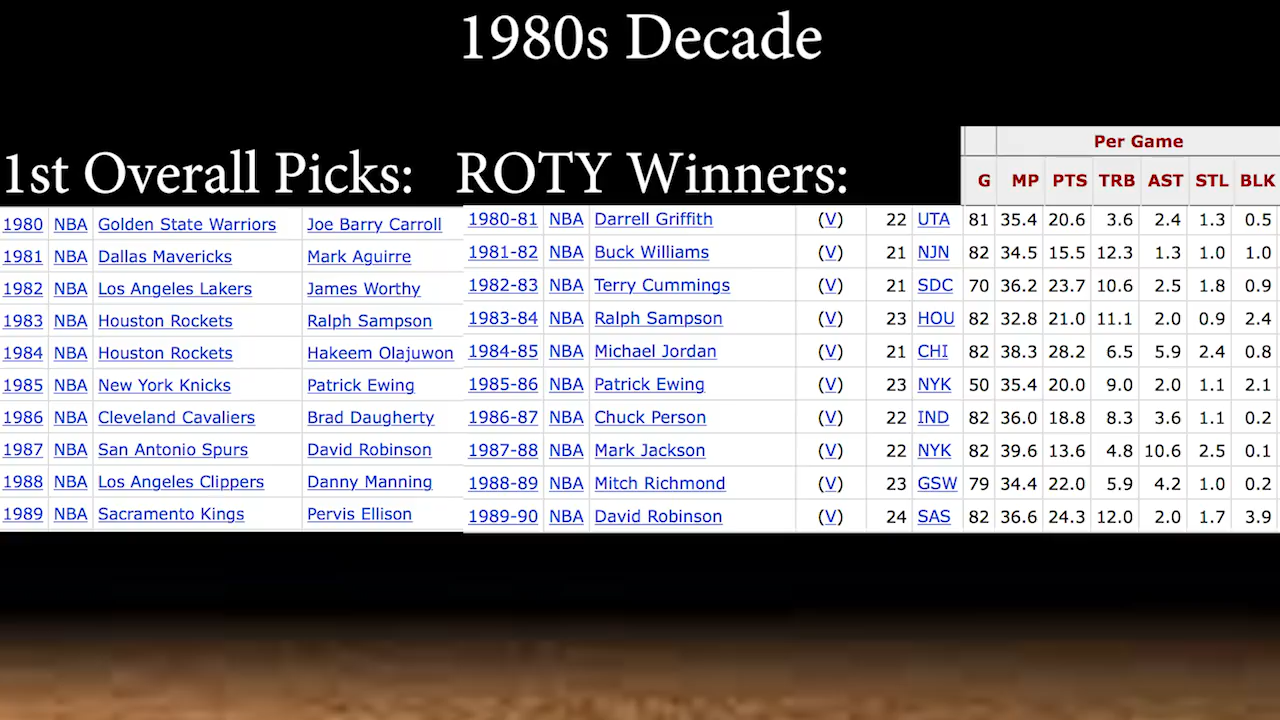 1980s Decade
1st Overall Picks: ROTY Winners:
Per Game
G MP PTS TRB AST STL BLK
1980 NBA Golden State Warriors Joe Barry Carroll
1981 NBA Dallas Mavericks Mark Aguirre
1982 NBA Los Angeles Lakers James Worthy
1983 NBA Houston Rockets Ralph Sampson
1984 NBA Houston Rockets Hakeem Olajuwon
1985 NBA New York Knicks Patrick Ewing
1986 NBA Cleveland Cavaliers Brad Daugherty
1987 NBA San Antonio Spurs David Robinson
1988 NBA Los Angeles Clippers Danny Manning
1989 NBA Sacramento Kings Pervis Ellison
1980-81 NBA Darrell Griffith (V) 22 UTA 81 35.4 20.6 3.6 2.4 1.3 0.5
1981-82 NBA Buck Williams (V) 21 NJN 82 34.5 15.5 12.3 1.3 1.0 1.0
1982-83 NBA Terry Cummings (V) 21 SDC 70 36.2 23.7 10.6 2.5 1.8 0.9
1983-84 NBA Ralph Sampson (V) 23 HOU 82 32.8 21.0 11.1 2.0 0.9 2.4
1984-85 NBA Michael Jordan (V) 21 CHI 82 38.3 28.2 6.5 5.9 2.4 0.8
1985-86 NBA Patrick Ewing (V) 23 NYK 50 35.4 20.0 9.0 2.0 1.1 2.1
1986-87 NBA Chuck Person (V) 22 IND 82 36.0 18.8 8.3 3.6 1.1 0.2
1987-88 NBA Mark Jackson (V) 22 NYK 82 39.6 13.6 4.8 10.6 2.5 0.1
1988-89 NBA Mitch Richmond (V) 23 GSW 79 34.4 22.0 5.9 4.2 1.0 0.2
1989-90 NBA David Robinson (V) 24 SAS 82 36.6 24.3 12.0 2.0 1.7 3.9